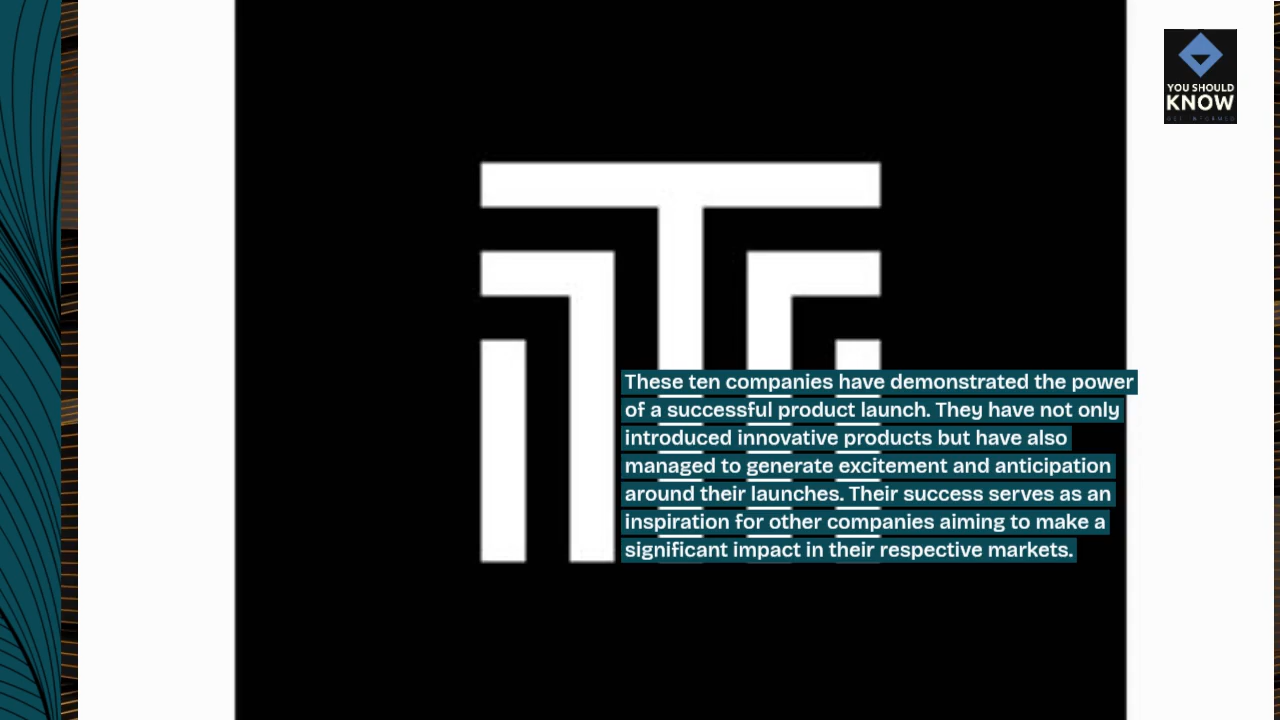 YOU SHOULD
KNOW
These ten companies have demonstrated the power
of a successful product launch. They have not only
introduced innovative products but have also
managed to generate excitement and anticipation
around their launches. Their success serves as an
inspiration for other companies aiming to make a
significant impact in their respective markets.